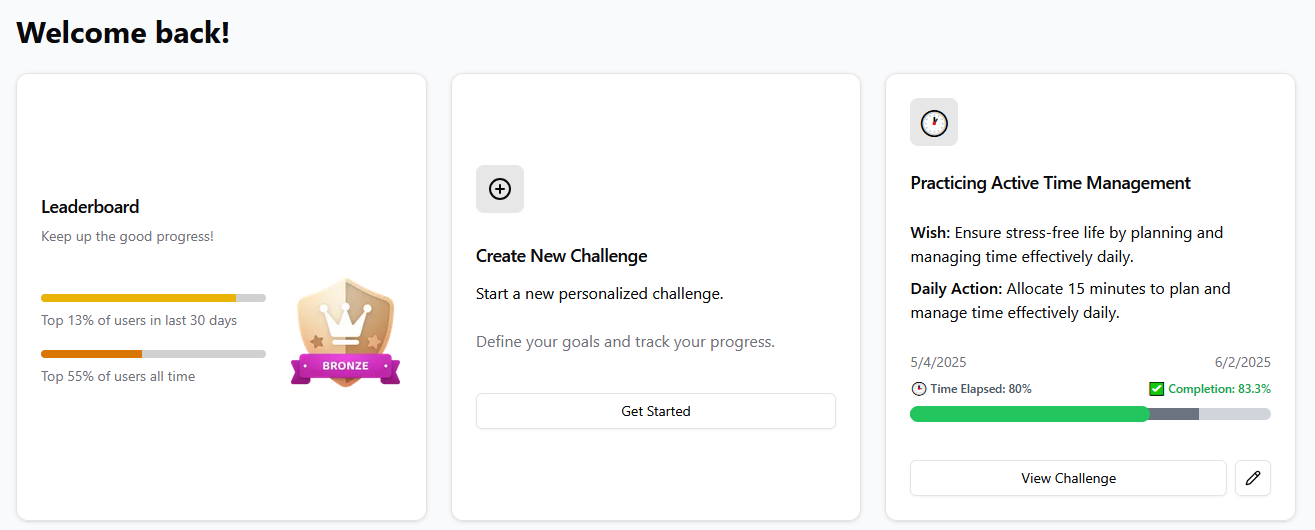 Welcome back!
Leaderboard
Keep up the good progress!
Top 13% of users in last 30 days
Top 55% of users all time
BRONZE
Create New Challenge
Start a new personalized challenge.
Define your goals and track your progress.
Get Started
Practicing Active Time Management
Wish: Ensure stress-free life by planning and
managing time effectively daily.
Daily Action: Allocate 15 minutes to plan and
manage time effectively daily.
5/4/2025 6/2/2025
🕒 Time Elapsed: 80% ✅ Completion: 83.3%
View Challenge